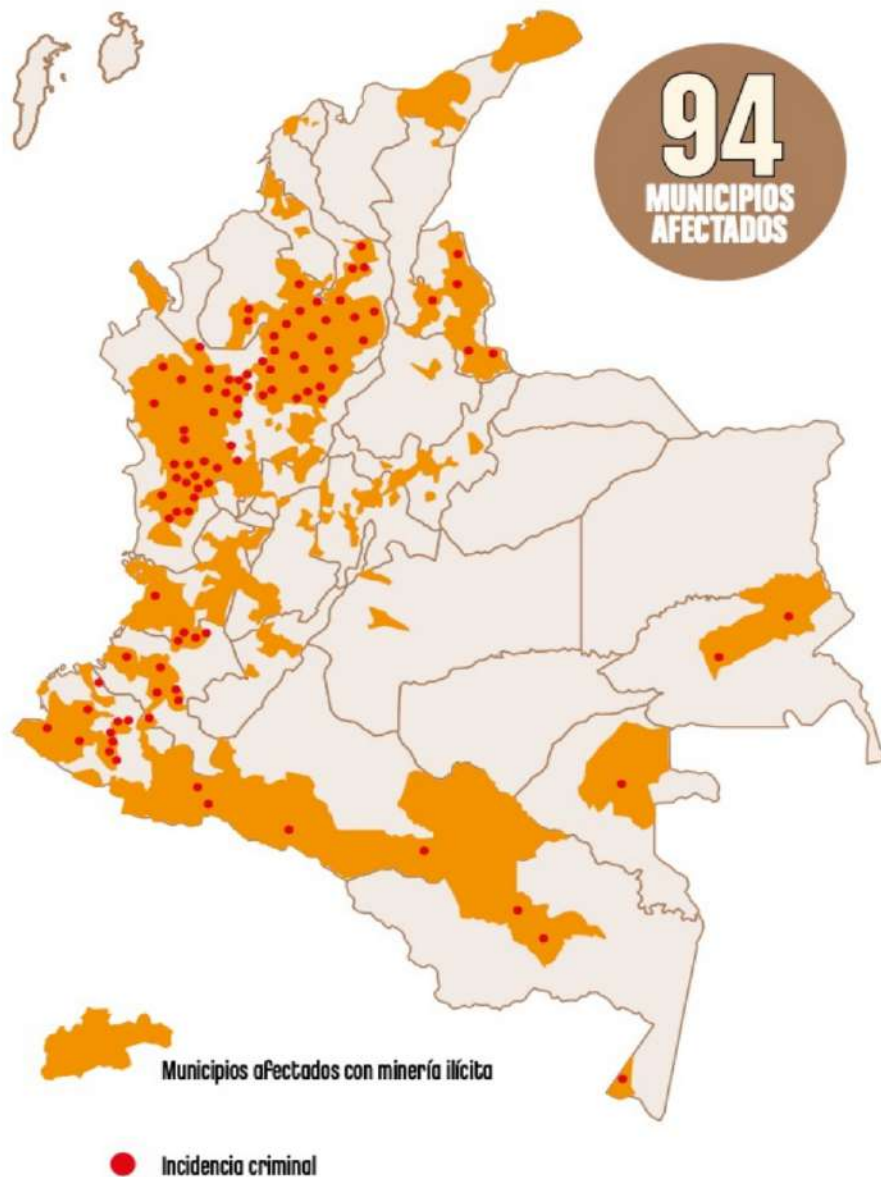 94
MUNICIPIOS
AFECTADOS
Municipios afectados con minería ilícita
Incidencia criminal